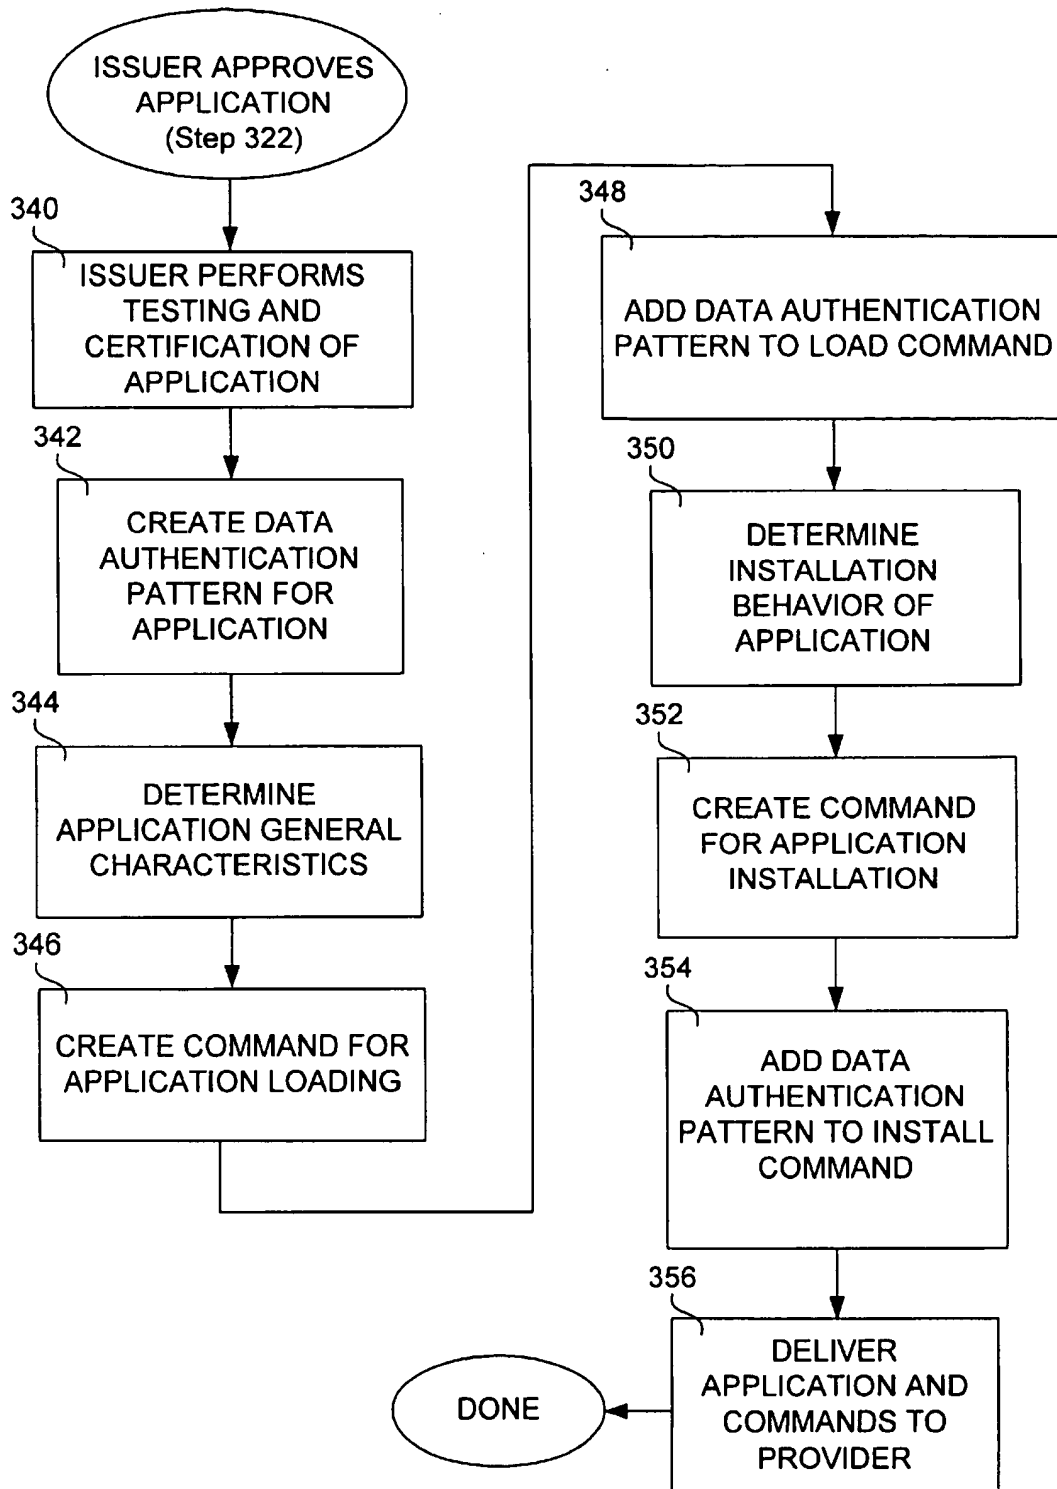 ISSUER APPROVES
APPLICATION
(Step 322)
340
ISSUER PERFORMS
TESTING AND
CERTIFICATION OF
APPLICATION
342
CREATE DATA
AUTHENTICATION
PATTERN FOR
APPLICATION
344
DETERMINE
APPLICATION GENERAL
CHARACTERISTICS
346
CREATE COMMAND FOR
APPLICATION LOADING
348
ADD DATA AUTHENTICATION
PATTERN TO LOAD COMMAND
350
DETERMINE
INSTALLATION
BEHAVIOR OF
APPLICATION
352
CREATE COMMAND
FOR APPLICATION
INSTALLATION
354
ADD DATA
AUTHENTICATION
PATTERN TO INSTALL
COMMAND
356
DELIVER
APPLICATION AND
COMMANDS TO
PROVIDER
DONE